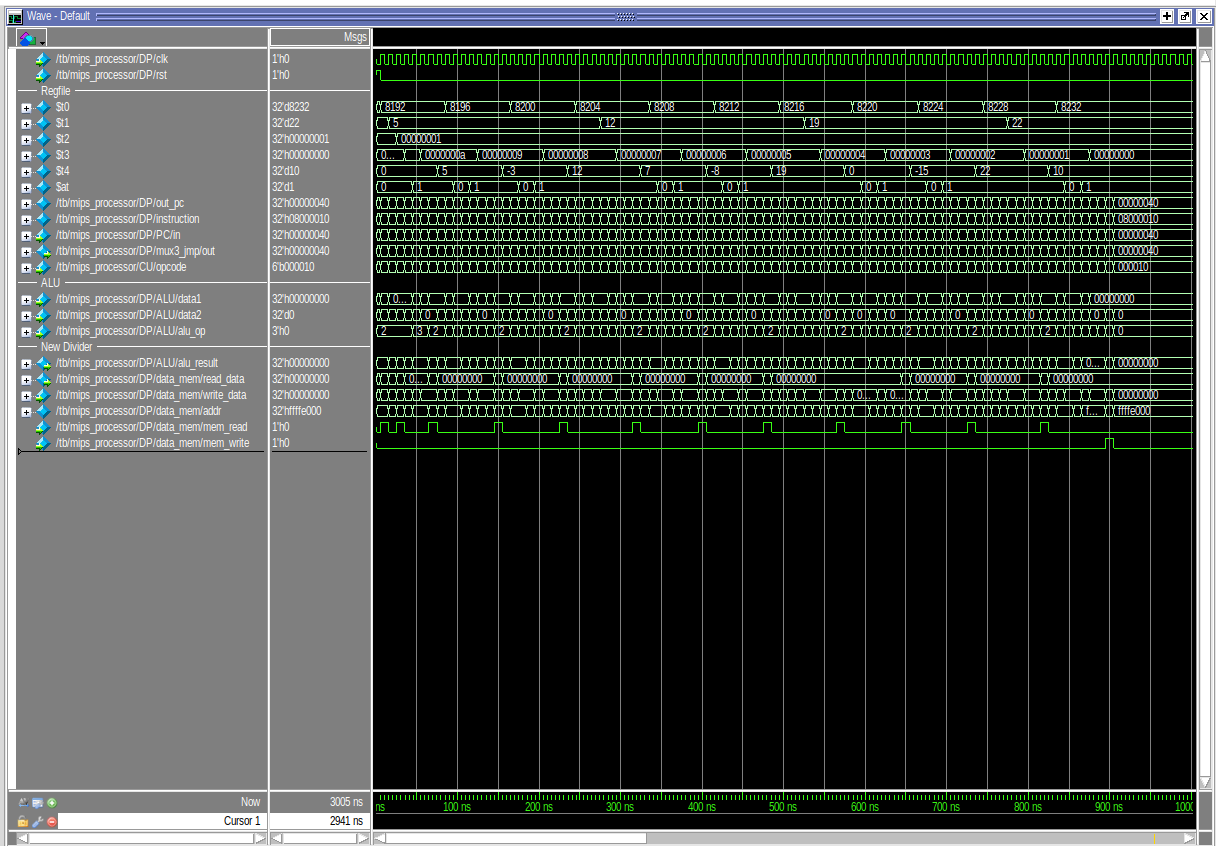 Wave - Default
Msgs
/tb/mips_processor/DP/clk 1'h0
/tb/mips_processor/DP/rst 1'h0
Regfile
$t0 32'd8232 8192 8196 8200 8204 8208 8212 8216 8220 8224 8228 8232
$t1 32'd22 5 12 19 22
$t2 32'h00000001 00000001
$t3 32'h00000000 0... 0000000a 00000009 00000008 00000007 00000006 00000005 00000004 00000003 00000002 00000001 00000000
$t4 32'd10 0 5 -3 12 7 -8 19 0 -15 22 10
$at 32'd1 0 1 0 1 0 1 0 1 0 1 0 1 0 1 0 1
/tb/mips_processor/DP/out_pc 32'h00000040 00000040
/tb/mips_processor/DP/instruction 32'h08000010 08000010
/tb/mips_processor/DP/PC/in 32'h00000040 00000040
/tb/mips_processor/DP/mux3_jmp/out 32'h00000040 00000040
/tb/mips_processor/CU/opcode 6'b000010 000010
ALU
/tb/mips_processor/DP/ALU/data1 32'h00000000 0... 00000000
/tb/mips_processor/DP/ALU/data2 32'd0 0 0 0 0 0 0 0 0 0 0 0 0
/tb/mips_processor/DP/ALU/alu_op 3'h0 2 3 2 2 2 2 2 2 2 2 2 2 0
New Divider
/tb/mips_processor/DP/ALU/alu_result 32'h00000000 0... 00000000
/tb/mips_processor/DP/data_mem/read_data 32'h00000000 0... 00000000 00000000 00000000 00000000 00000000 00000000 00000000 00000000 00000000
/tb/mips_processor/DP/data_mem/write_data 32'h00000000 0... 0... 00000000
/tb/mips_processor/DP/data_mem/addr 32'hffffe000 f... ffffe000
/tb/mips_processor/DP/data_mem/mem_read 1'h0
/tb/mips_processor/DP/data_mem/mem_write 1'h0
Now 3005 ns ns 100 ns 200 ns 300 ns 400 ns 500 ns 600 ns 700 ns 800 ns 900 ns 1000
Cursor 1 2941 ns